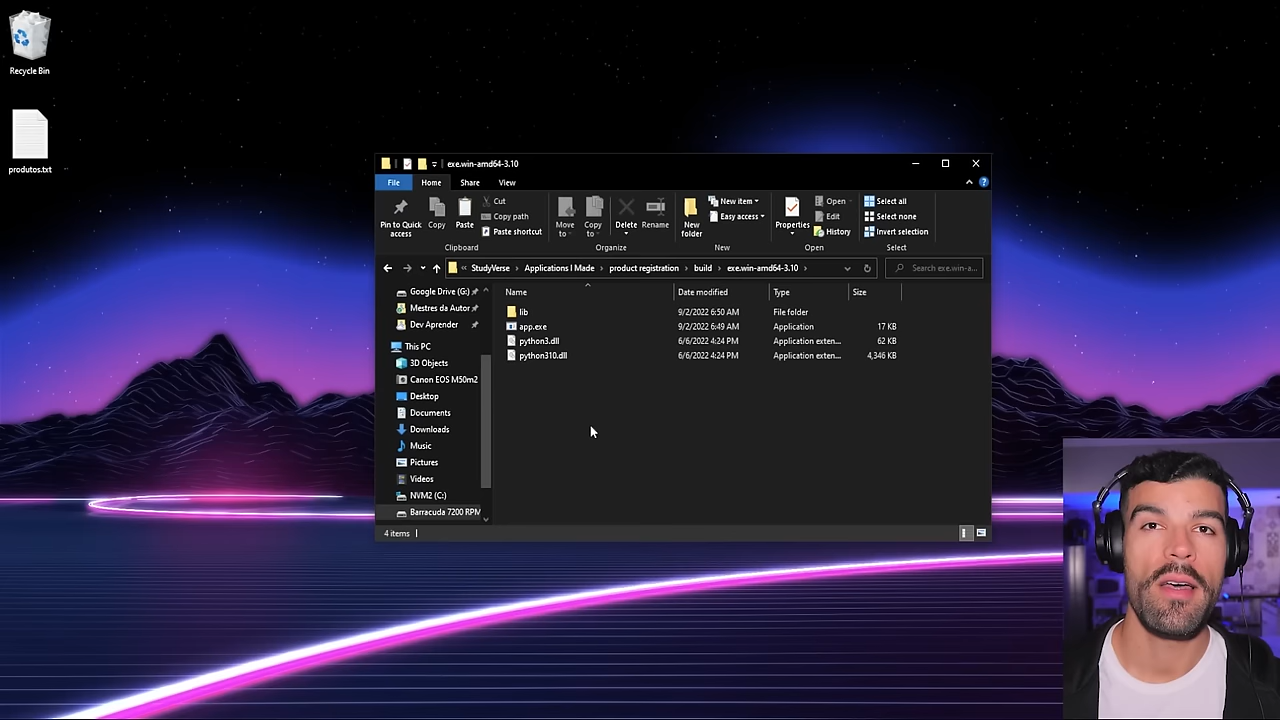 Recycle Bin
produtos.txt
exe.win-amd64-3.10
File Home Share View
Pin to Quick access
Copy
Paste
Cut
Copy path
Paste shortcut
Clipboard
Move to
Copy to
Delete
Rename
Organize
New folder
New item
Easy access
New
Properties
Open
Edit
History
Open
Select all
Select none
Invert selection
Select
« StudyVerse › Applications I Made › product registration › build › exe.win-amd64-3.10 ›
Search exe.win-a...
Google Drive (G:)
Mestres da Autor
Dev Aprender
This PC
3D Objects
Canon EOS M50m2
Desktop
Documents
Downloads
Music
Pictures
Videos
NVM2 (C:)
Barracuda 7200 RPM
Name Date modified Type Size
lib 9/2/2022 6:50 AM File folder
app.exe 9/2/2022 6:49 AM Application 17 KB
python3.dll 6/6/2022 4:24 PM Application exten... 62 KB
python310.dll 6/6/2022 4:24 PM Application exten... 4,346 KB
4 items